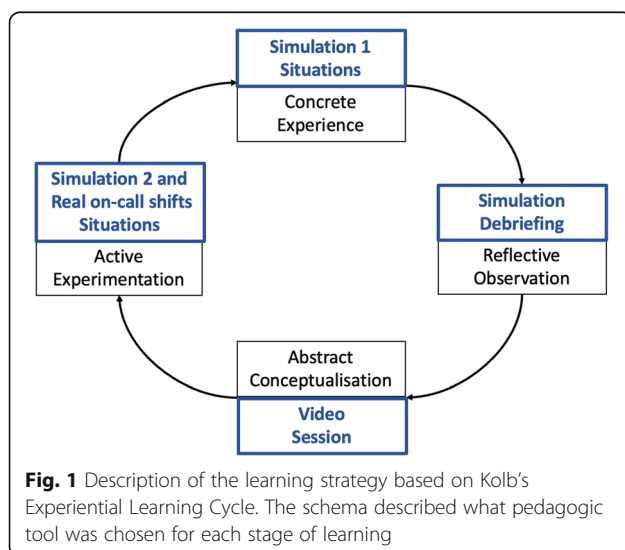 Simulation 1
Situations
Concrete
Experience
Simulation 2 and
Real on-call shifts
Situations
Active
Experimentation
Simulation
Debriefing
Reflective
Observation
Abstract
Conceptualisation
Video
Session
Fig. 1 Description of the learning strategy based on Kolb's
Experiential Learning Cycle. The schema described what pedagogic
tool was chosen for each stage of learning